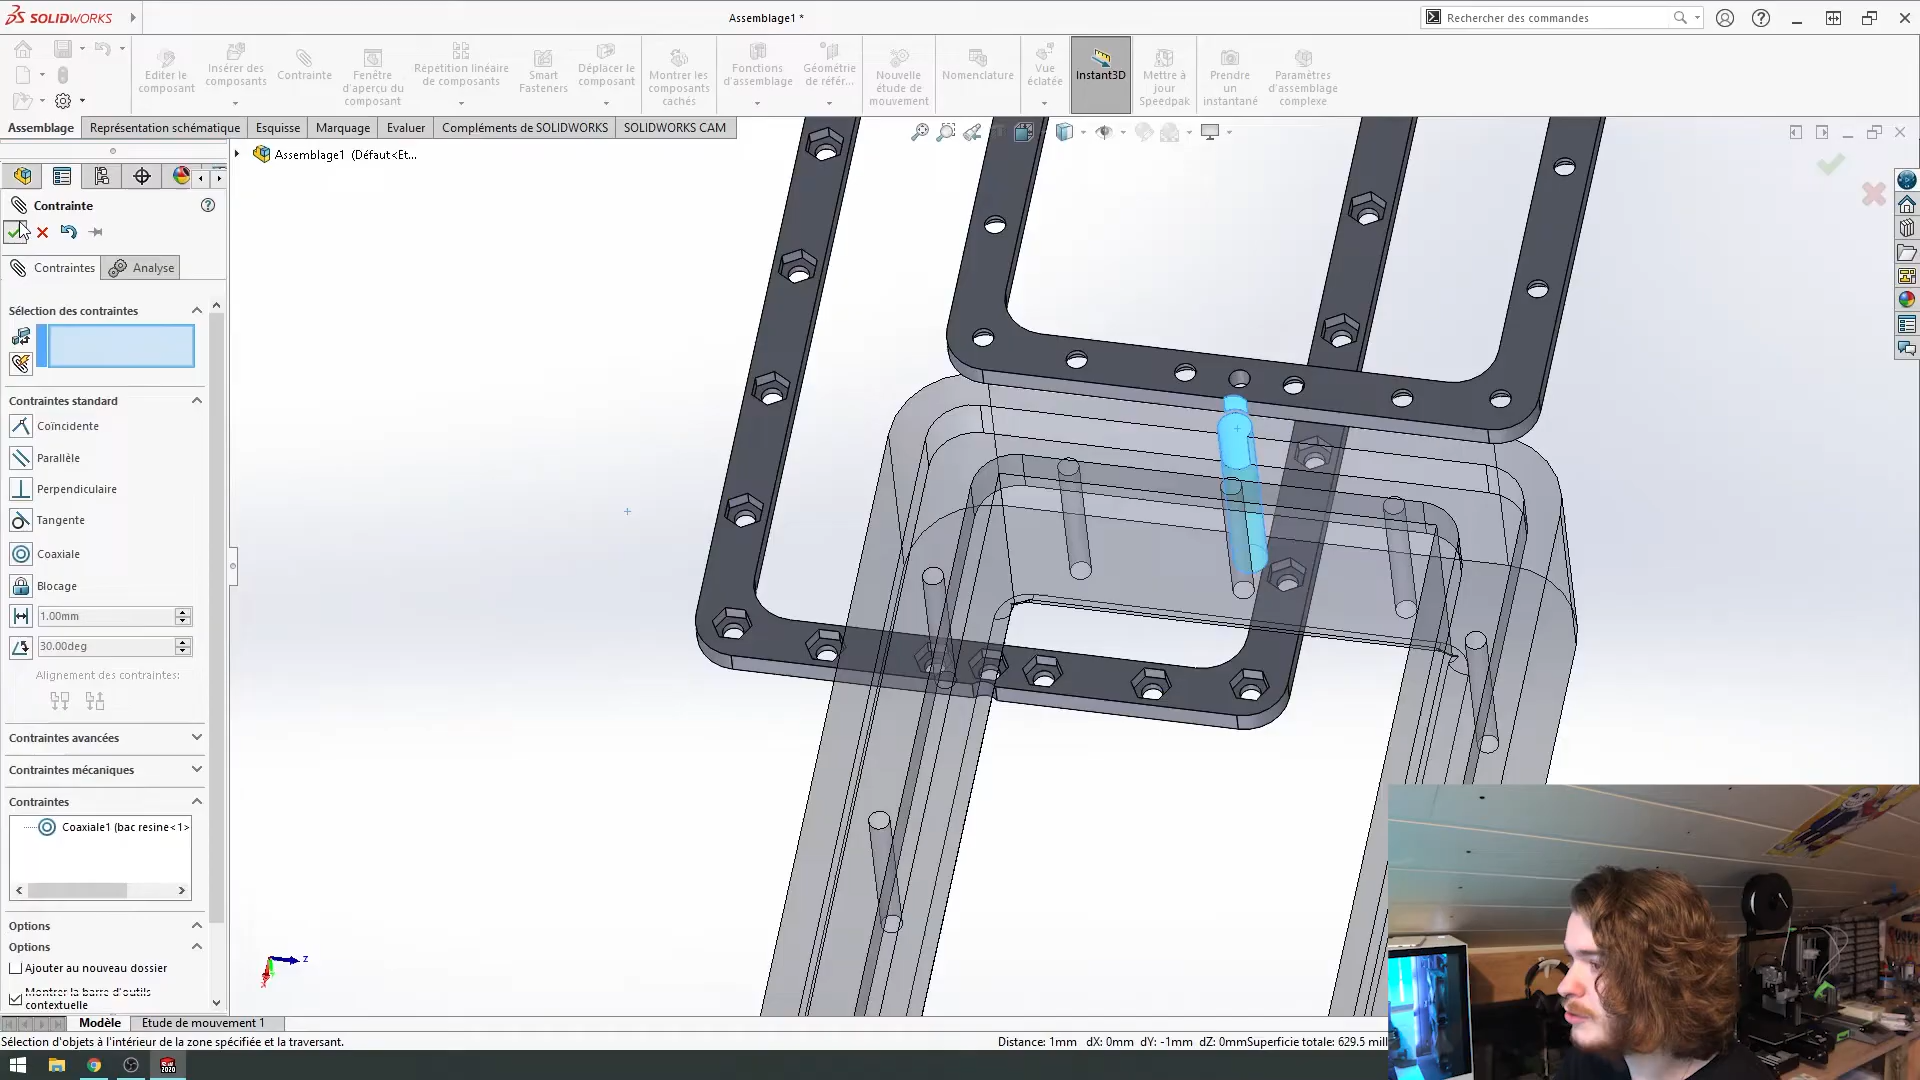 SOLIDWORKS
Assemblage1 *
Rechercher des commandes
Editer le composant
Insérer des composants
Contrainte
Fenêtre d'aperçu du composant
Répétition linéaire de composants
Smart Fasteners
Déplacer le composant
Montrer les composants cachés
Fonctions d'assemblage
Géométrie de référ...
Nouvelle étude de mouvement
Nomenclature
Vue éclatée
Instant3D
Mettre à jour Speedpak
Prendre un instantané
Paramètres d'assemblage complexe
Assemblage
Représentation schématique
Esquisse
Marquage
Evaluer
Compléments de SOLIDWORKS
SOLIDWORKS CAM
Assemblage1 (Défaut<Et...
Contrainte
Contraintes
Analyse
Sélection des contraintes
Contraintes standard
Coïncidente
Parallèle
Perpendiculaire
Tangente
Coaxiale
Blocage
1.00mm
30.00deg
Alignement des contraintes:
Contraintes avancées
Contraintes mécaniques
Contraintes
Coaxiale1 (bac resine<1>
Options
Options
Ajouter au nouveau dossier
Montrer la barre d'outils
contextuelle
z
x
Modèle
Etude de mouvement 1
Sélection d'objets à l'intérieur de la zone spécifiée et la traversant.
Distance: 1mm dX: 0mm dY: -1mm dZ: 0mmSuperficie totale: 629.5 mill